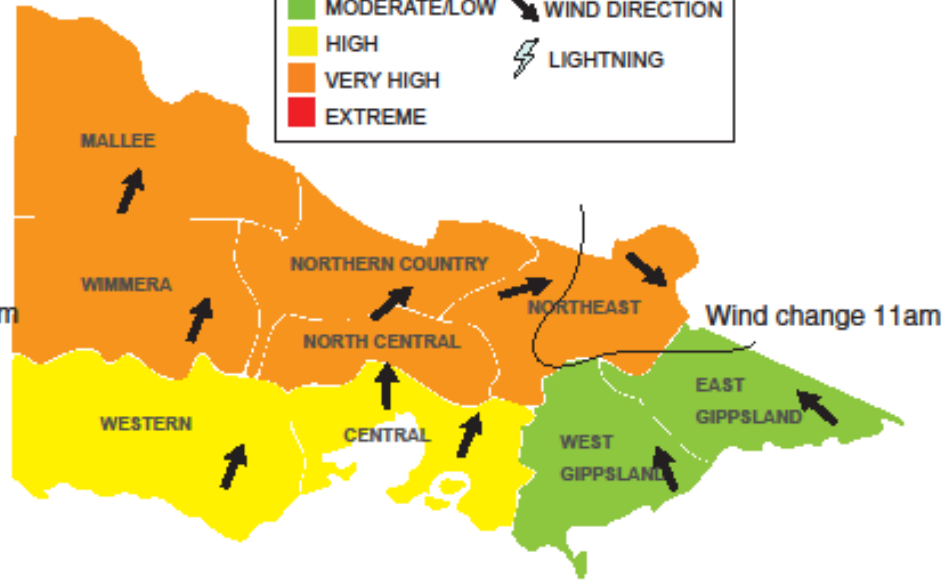 MODERATE/LOW
WIND DIRECTION
HIGH
LIGHTNING
VERY HIGH
EXTREME
MALLEE
WIMMERA
NORTHERN COUNTRY
NORTHEAST
m
Wind change 11am
NORTH CENTRAL
WESTERN
CENTRAL
EAST
GIPPSLAND
WEST
GIPPSLAND